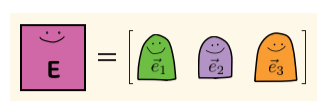 E = [ e⃗₁ e⃗₂ e⃗₃ ]